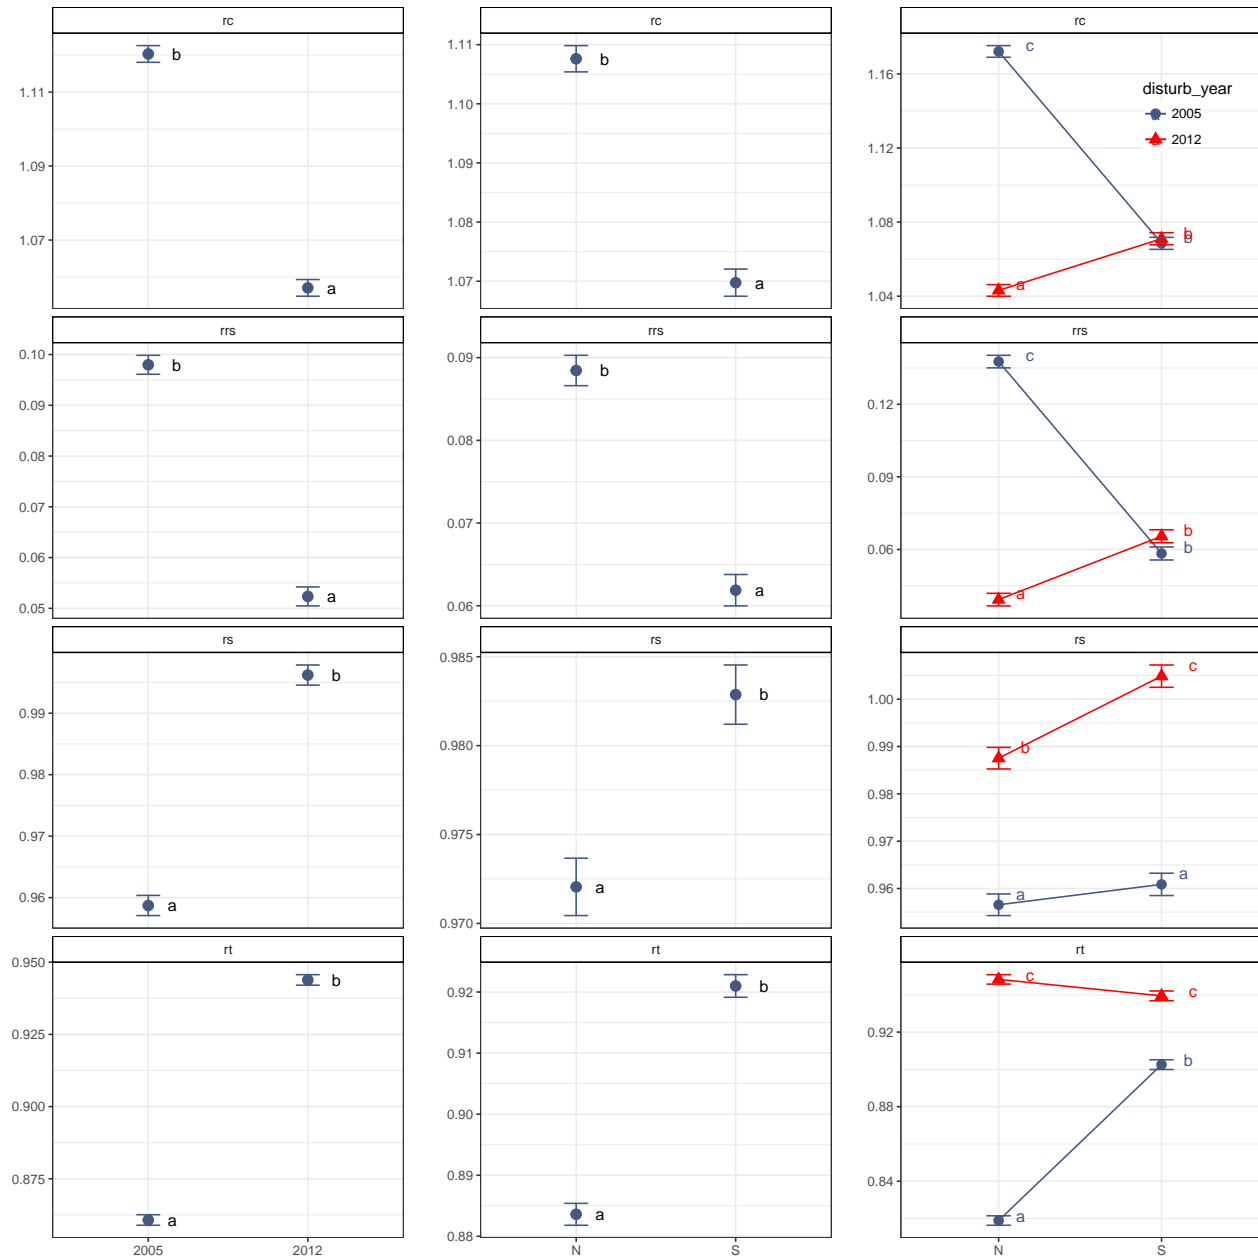 rc
rc
rc
1.11
1.09
1.07
b
a
1.11
1.10
1.09
1.08
1.07
b
a
1.16
1.12
1.08
1.04
c
a
b
b
disturb_year
2005
2012
rrs
rrs
rrs
0.10
0.09
0.08
0.07
0.06
0.05
b
a
0.09
0.08
0.07
0.06
b
a
0.12
0.09
0.06
c
a
b
b
rs
rs
rs
0.99
0.98
0.97
0.96
a
b
0.985
0.980
0.975
0.970
a
b
1.00
0.99
0.98
0.97
0.96
b
c
a
a
rt
rt
rt
0.950
0.925
0.900
0.875
a
b
0.92
0.91
0.90
0.89
0.88
a
b
0.92
0.88
0.84
c
c
a
b
2005 2012
N S
N S